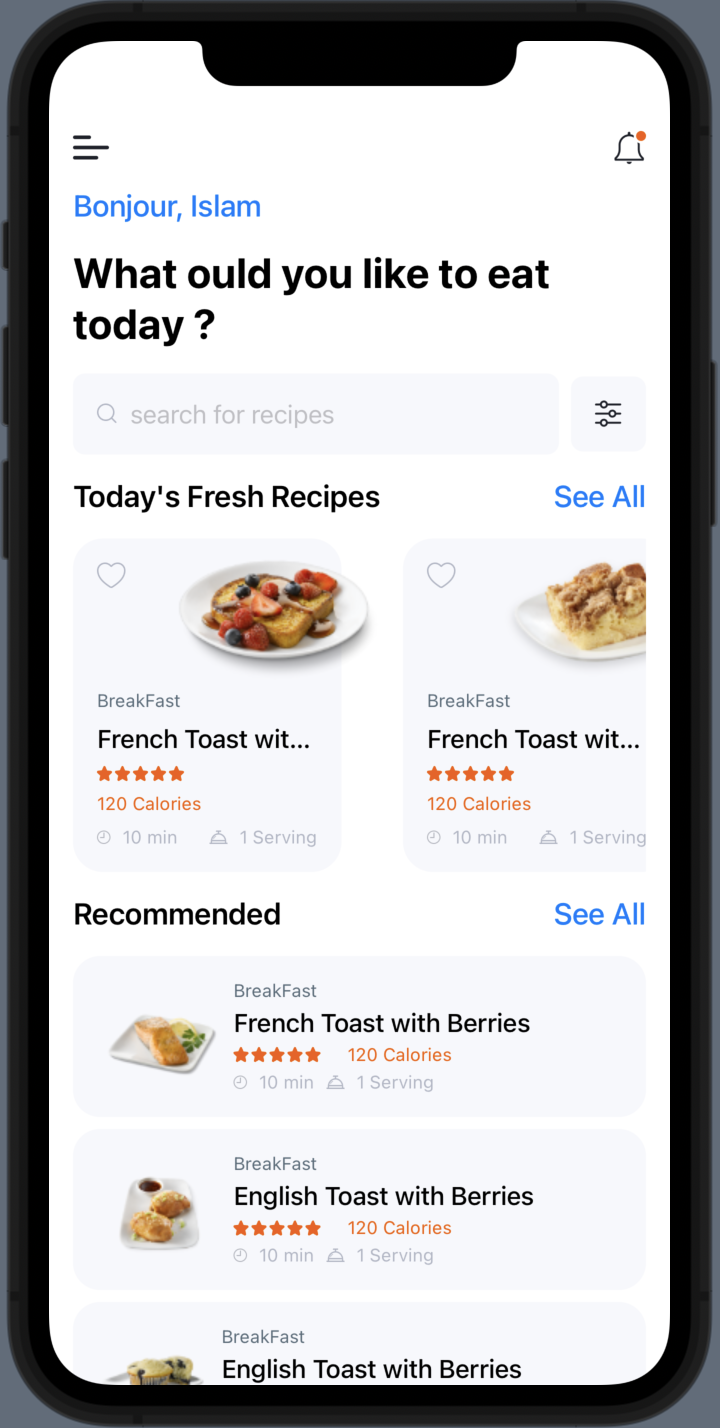 Bonjour, Islam
What ould you like to eat
today ?
search for recipes
Today's Fresh Recipes
See All
BreakFast
French Toast wit...
120 Calories
10 min
1 Serving
BreakFast
French Toast wit...
120 Calories
10 min
1 Serving
Recommended
See All
BreakFast
French Toast with Berries
120 Calories
10 min
1 Serving
BreakFast
English Toast with Berries
120 Calories
10 min
1 Serving
BreakFast
English Toast with Berries